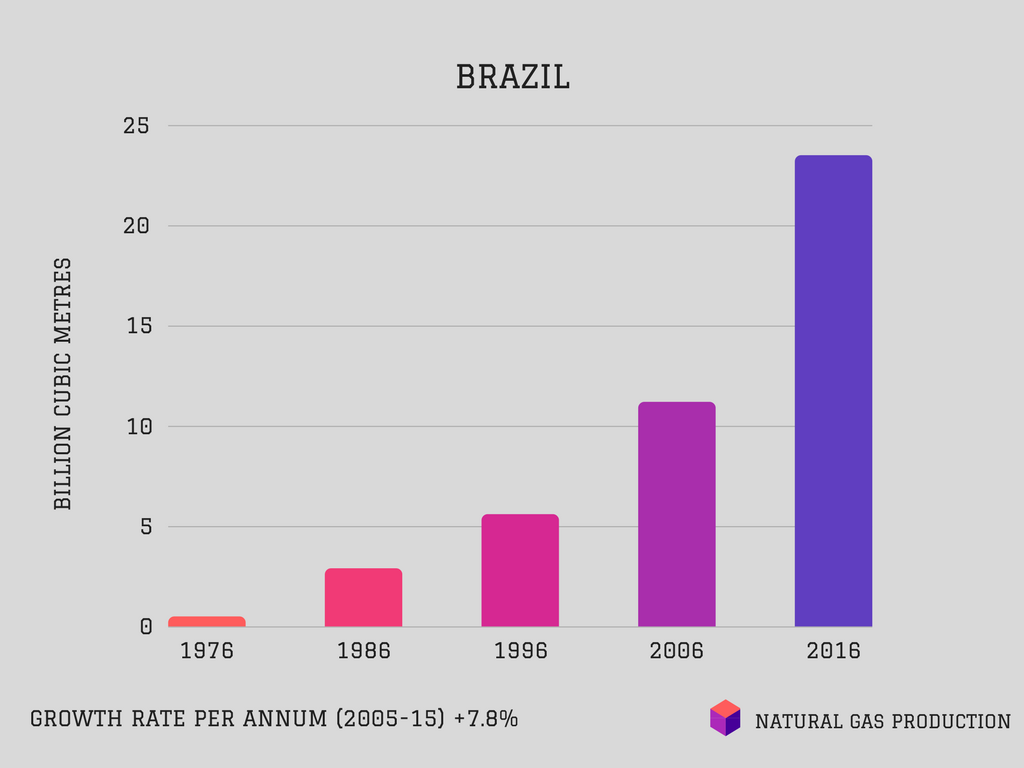 BRAZIL
25
20
15
10
5
0
BILLION CUBIC METRES
1976 1986 1996 2006 2016
GROWTH RATE PER ANNUM (2005-15) +7.8%
NATURAL GAS PRODUCTION